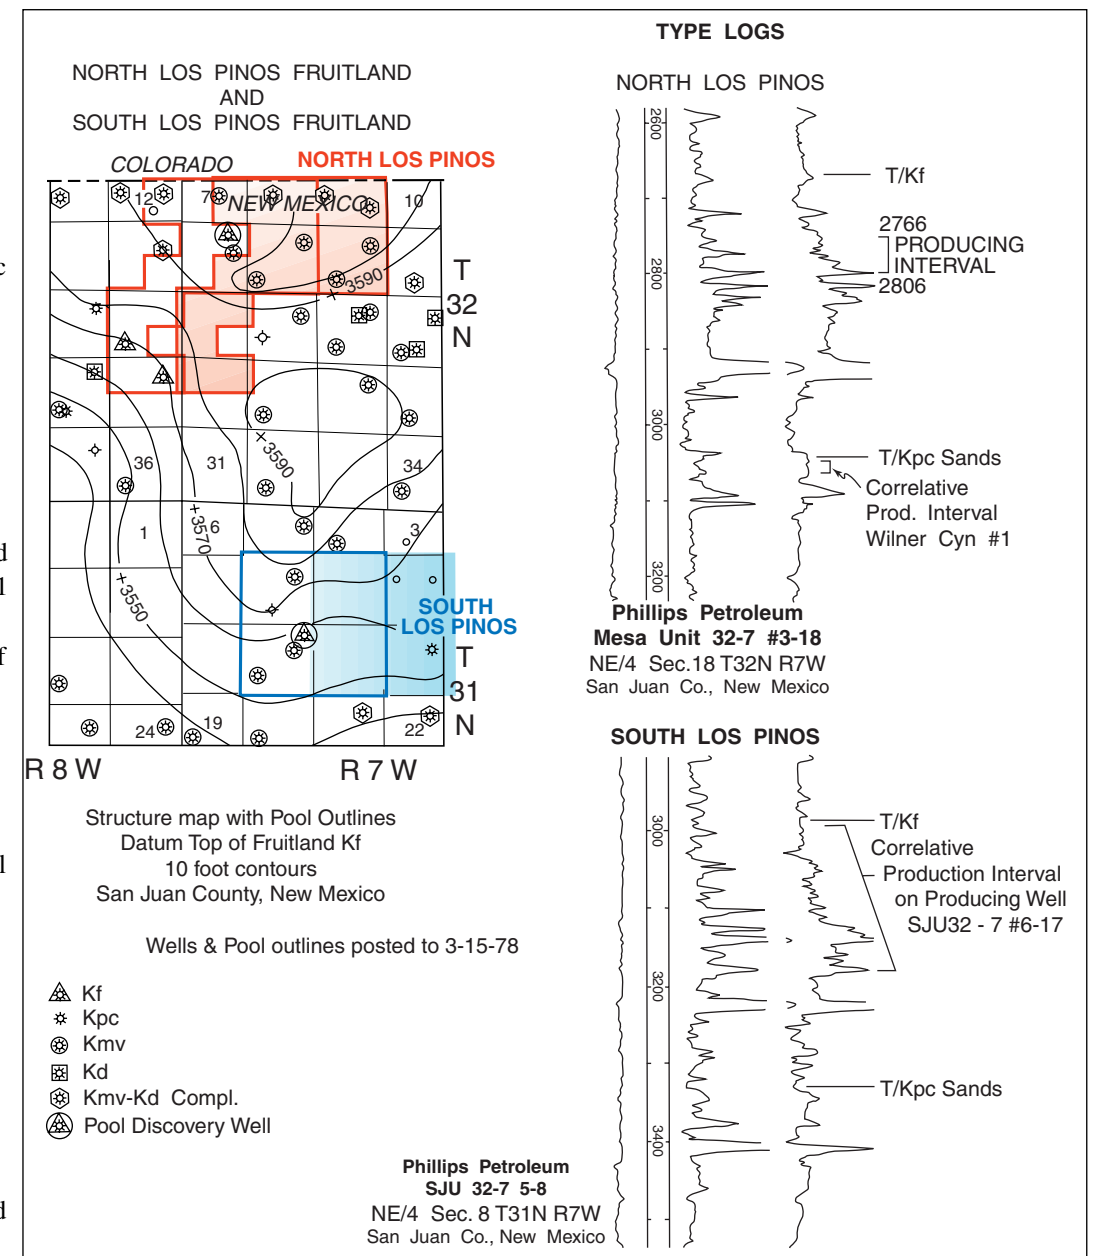 TYPE LOGS
NORTH LOS PINOS FRUITLAND
AND
SOUTH LOS PINOS FRUITLAND
COLORADO
NORTH LOS PINOS
12
7
NEW MEXICO
10
+ 3590
T
32
N
+3590
36
31
34
+3570
1
6
3
+3550
SOUTH
LOS PINOS
T
31
N
24
19
22
R 8 W
R 7 W
Structure map with Pool Outlines
Datum Top of Fruitland Kf
10 foot contours
San Juan County, New Mexico
Wells & Pool outlines posted to 3-15-78
Kf
Kpc
Kmv
Kd
Kmv-Kd Compl.
Pool Discovery Well
NORTH LOS PINOS
2600
T/Kf
2766
PRODUCING
INTERVAL
2800
2806
3000
T/Kpc Sands
Correlative
Prod. Interval
Wilner Cyn #1
3200
Phillips Petroleum
Mesa Unit 32-7 #3-18
NE/4 Sec.18 T32N R7W
San Juan Co., New Mexico
SOUTH LOS PINOS
3000
T/Kf
Correlative
Production Interval
on Producing Well
SJU32 - 7 #6-17
3200
T/Kpc Sands
3400
Phillips Petroleum
SJU 32-7 5-8
NE/4 Sec. 8 T31N R7W
San Juan Co., New Mexico